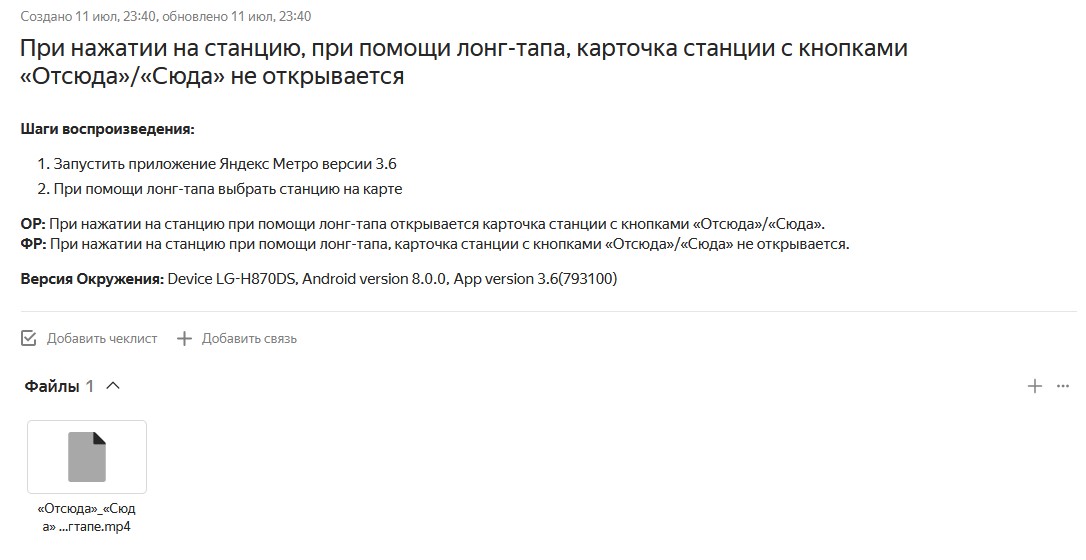 Создано 11 июл, 23:40, обновлено 11 июл, 23:40
При нажатии на станцию, при помощи лонг-тапа, карточка станции с кнопками
«Отсюда»/«Сюда» не открывается
Шаги воспроизведения:
1. Запустить приложение Яндекс Метро версии 3.6
2. При помощи лонг-тапа выбрать станцию на карте
ОР: При нажатии на станцию при помощи лонг-тапа открывается карточка станции с кнопками «Отсюда»/«Сюда».
ФР: При нажатии на станцию при помощи лонг-тапа, карточка станции с кнопками «Отсюда»/«Сюда» не открывается.
Версия Окружения: Device LG-H870DS, Android version 8.0.0, App version 3.6(793100)
Добавить чеклист Добавить связь
Файлы 1
«Отсюда»_«Сюд
а» ...гтапе.mp4